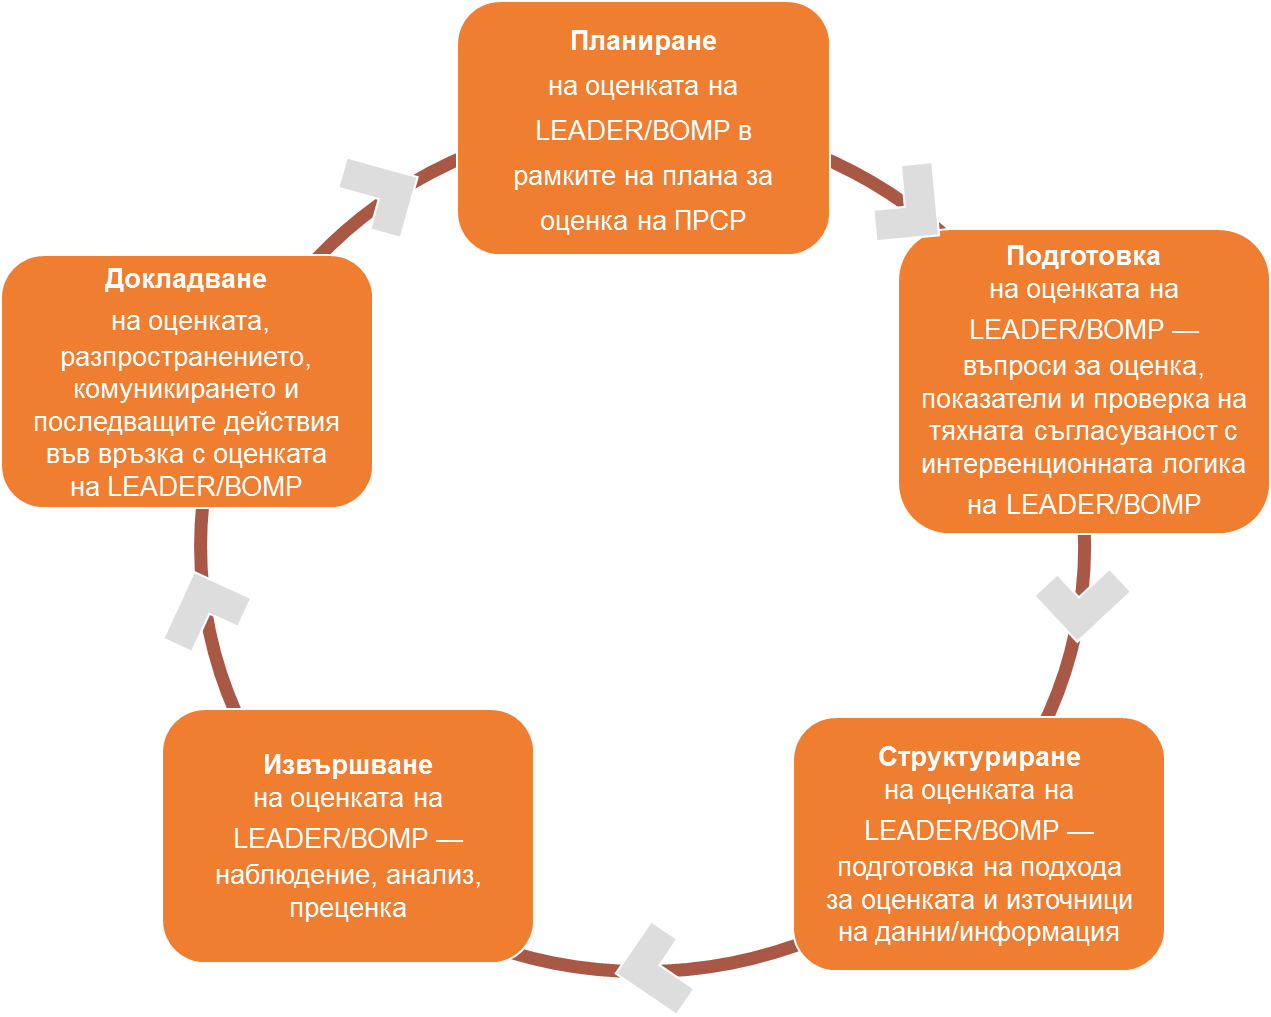 Планиране
на оценката на
LEADER/ВОМР в
рамките на плана за
оценка на ПРСР
Подготовка
на оценката на
LEADER/ВОМР —
въпроси за оценка,
показатели и проверка на
тяхната съгласуваност с
интервенционната логика
на LEADER/ВОМР
Структуриране
на оценката на
LEADER/ВОМР —
подготовка на подхода
за оценката и източници
на данни/информация
Извършване
на оценката на
LEADER/ВОМР —
наблюдение, анализ,
преценка
Докладване
на оценката,
разпространението,
комуникирането и
последващите действия
във връзка с оценката
на LEADER/ВОМР